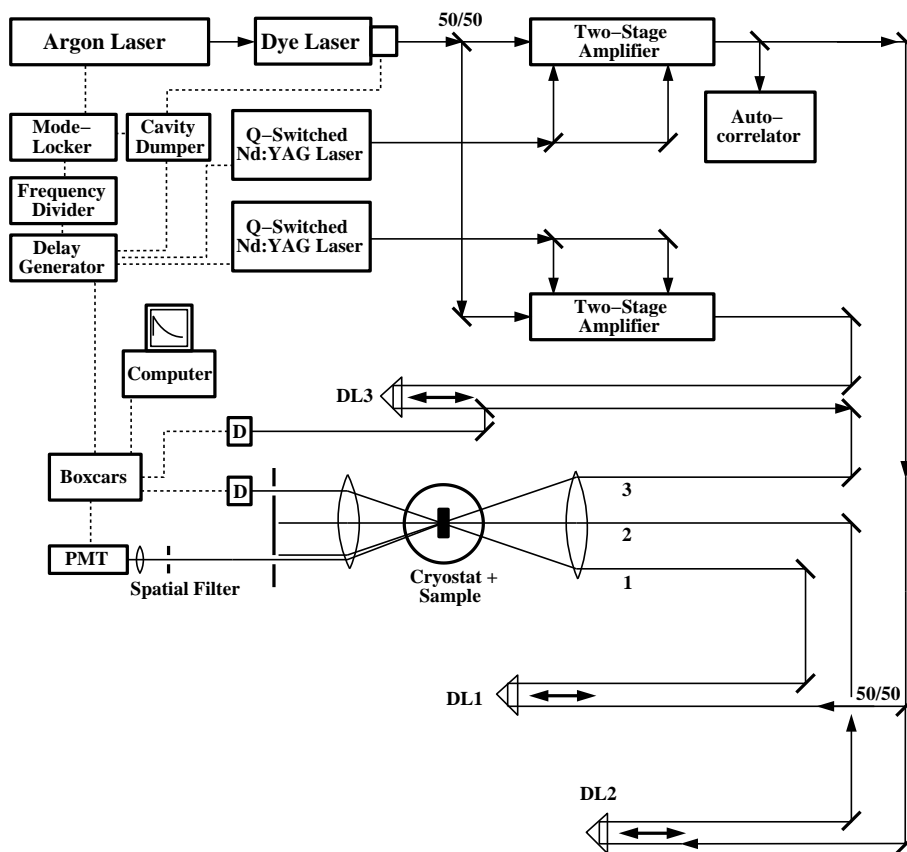 50/50
Argon Laser
Dye Laser
Two–Stage
Amplifier
Mode–
Locker
Cavity
Dumper
Q–Switched
Nd:YAG Laser
Auto–
correlator
Frequency
Divider
Q–Switched
Nd:YAG Laser
Delay
Generator
Two–Stage
Amplifier
Computer
DL3
D
Boxcars
D
3
2
PMT
1
Spatial Filter
Cryostat +
Sample
DL1
50/50
DL2